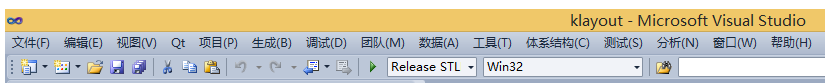 klayout - Microsoft Visual Studio
文件(F) 编辑(E) 视图(V) Qt 项目(P) 生成(B) 调试(D) 团队(M) 数据(A) 工具(T) 体系结构(C) 测试(S) 分析(N) 窗口(W) 帮助(H)
Release STL Win32